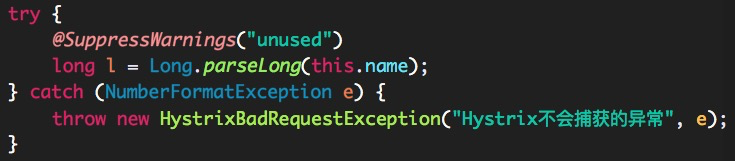 try {
    @SuppressWarnings("unused")
    long l = Long.parseLong(this.name);
} catch (NumberFormatException e) {
    throw new HystrixBadRequestException("Hystrix不会捕获的异常", e);
}